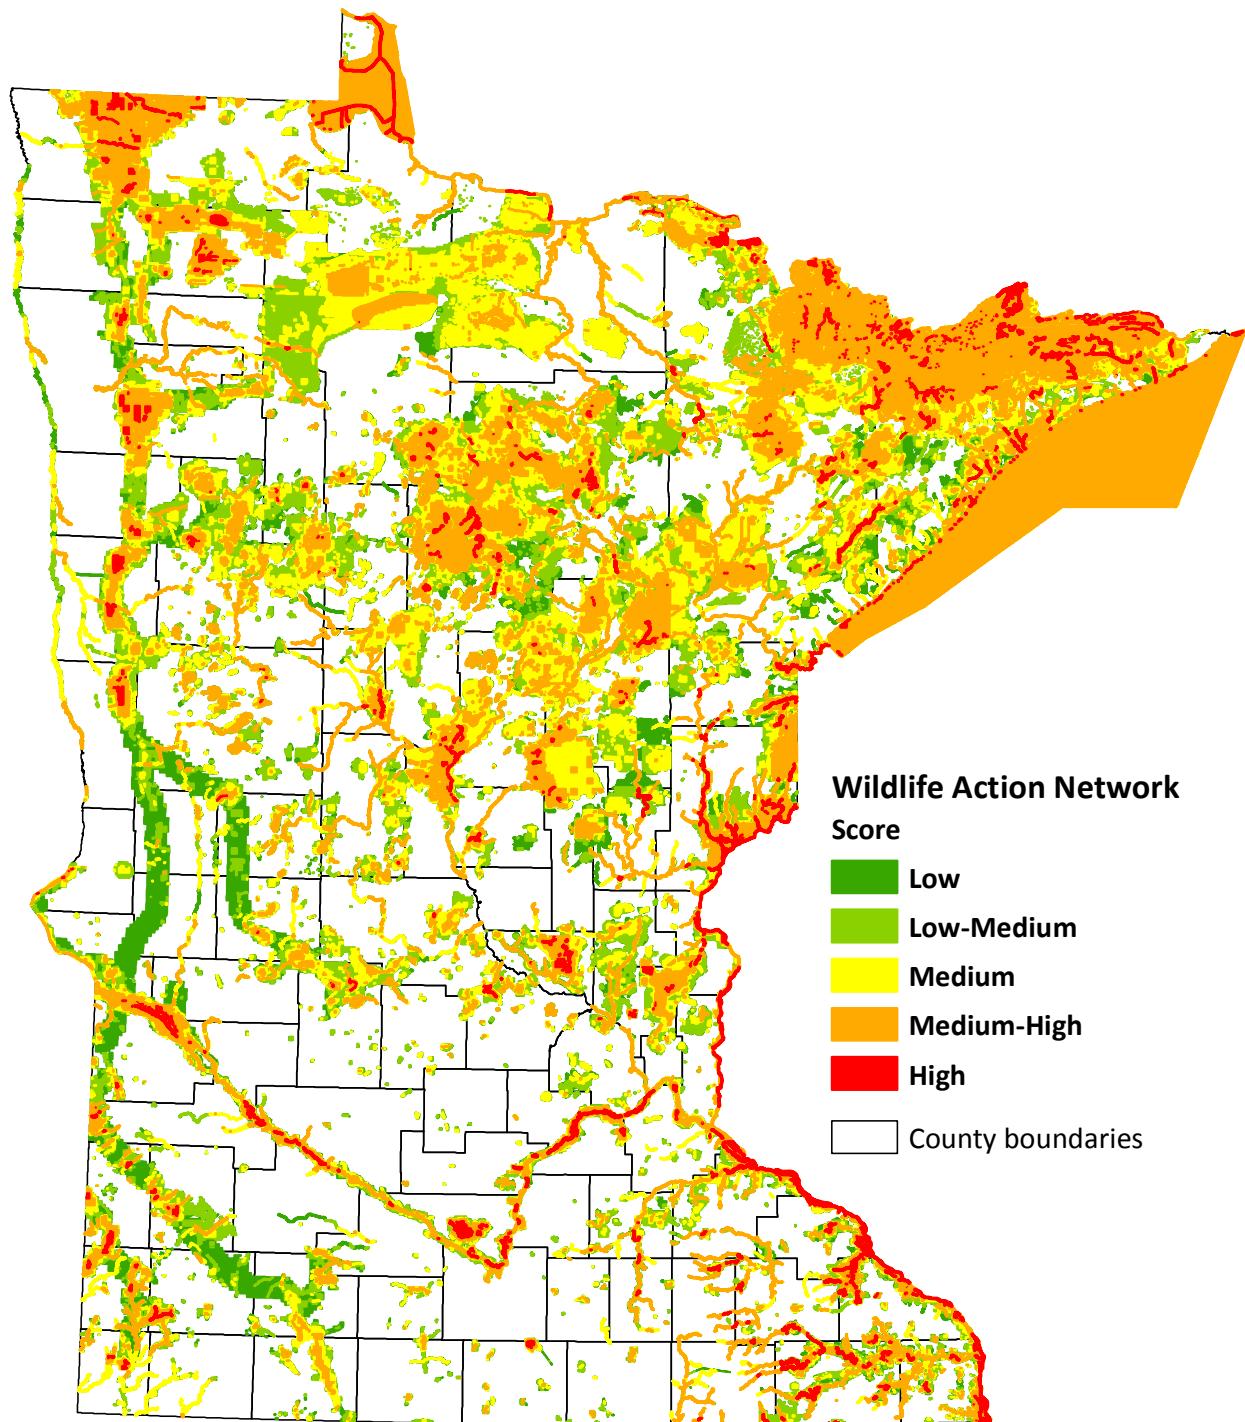 Wildlife Action Network
Score
Low
Low-Medium
Medium
Medium-High
High
County boundaries